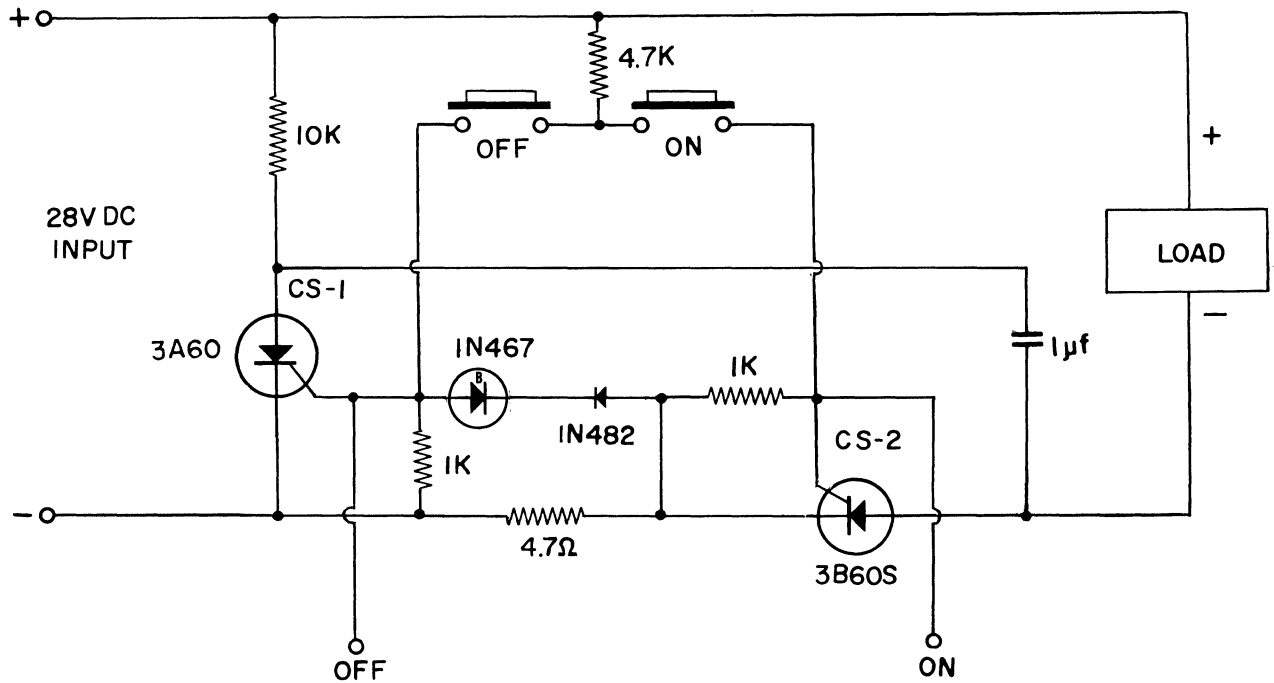 +
4.7K
OFF
ON
10K
+
28V DC
INPUT
LOAD
CS-1
−
3A60
1N467
B
1K
1µf
1N482
CS-2
1K
−
4.7Ω
3B60S
OFF
ON